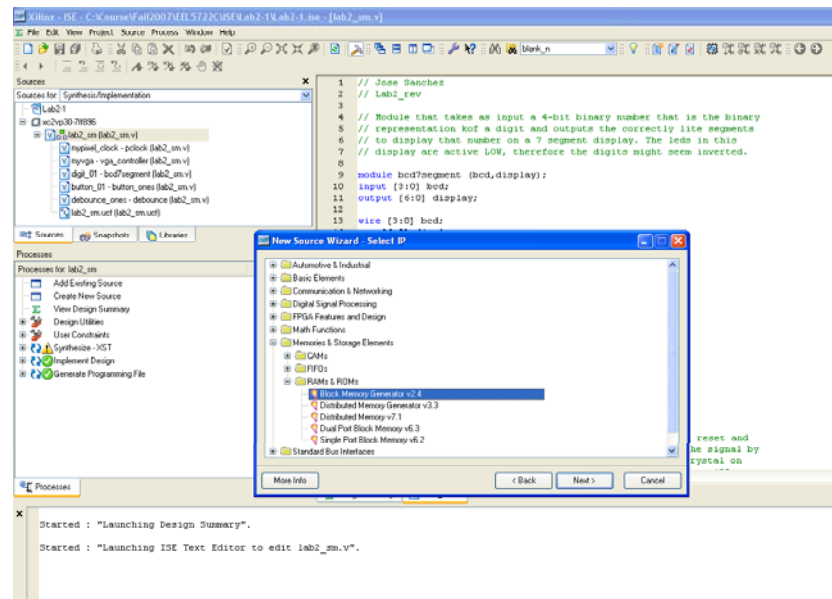 Xilinx - ISE - C:\Course\Fall2007\EEL5722C\ISE\Lab2-1\Lab2-1.ise - [lab2_sm.v]
File Edit View Project Source Process Window Help
blank_n
Sources
Sources for: Synthesis/Implementation
Lab2-1
xc2vp30-7ff896
lab2_sm (lab2_sm.v)
mypixel_clock - pclock (lab2_sm.v)
myvga - vga_controller (lab2_sm.v)
digit_01 - bcd7segment (lab2_sm.v)
button_01 - button_ones (lab2_sm.v)
debounce_ones - debounce (lab2_sm.v)
lab2_sm.ucf (lab2_sm.ucf)
Sources Snapshots Libraries
Processes
Processes for: lab2_sm
Add Existing Source
Create New Source
View Design Summary
Design Utilities
User Constraints
Synthesize - XST
Implement Design
Generate Programming File
Processes
1 // Jose Sanchez
2 // Lab2_rev
3
4 // Module that takes as input a 4-bit binary number that is the binary
5 // representation kof a digit and outputs the correctly lite segments
6 // to display that number on a 7 segment display. The leds in this
7 // display are active LOW, therefore the digits might seem inverted.
8
9 module bcd7segment (bcd,display);
10 input [3:0] bcd;
11 output [6:0] display;
12
13 wire [3:0] bcd;
New Source Wizard - Select IP
Automotive & Industrial
Basic Elements
Communication & Networking
Digital Signal Processing
FPGA Features and Design
Math Functions
Memories & Storage Elements
CAMs
FIFOs
RAMs & ROMs
Block Memory Generator v2.4
Distributed Memory Generator v3.3
Distributed Memory v7.1
Dual Port Block Memory v6.3
Single Port Block Memory v6.2
Standard Bus Interfaces
More Info < Back Next > Cancel
reset and
he signal by
rystal on
Started : "Launching Design Summary".
Started : "Launching ISE Text Editor to edit lab2_sm.v".